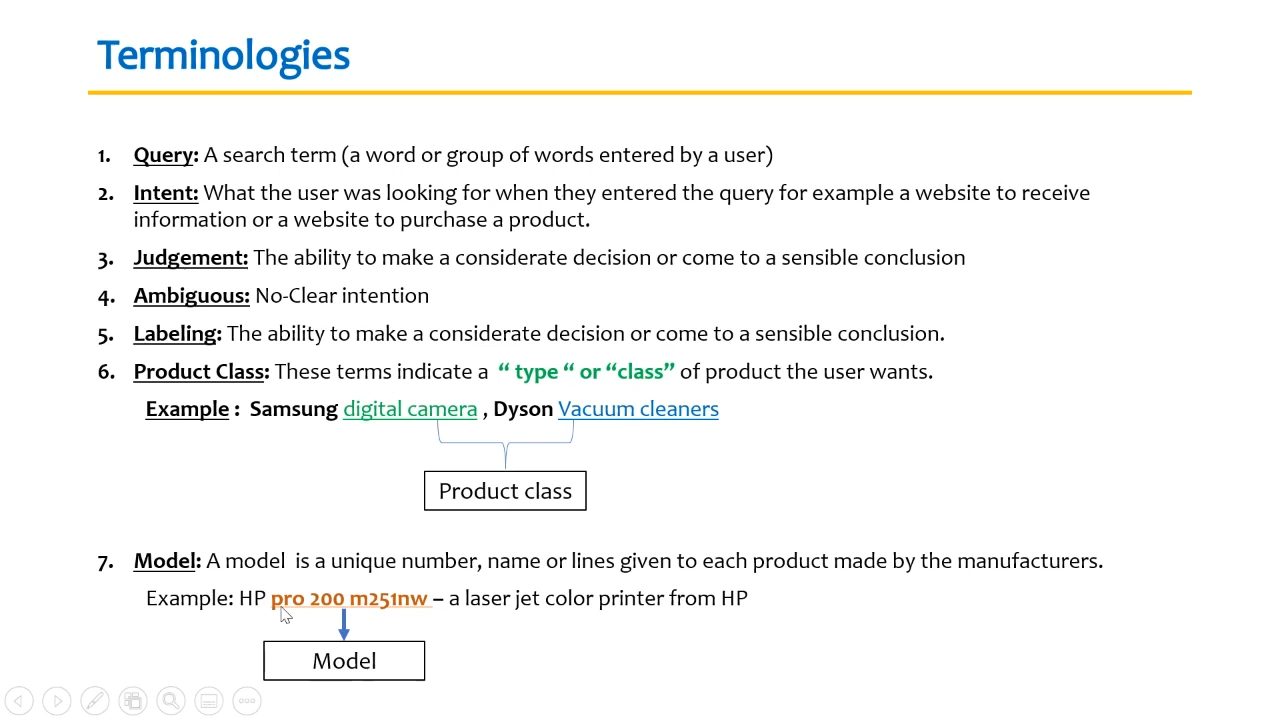 Terminologies
1. Query: A search term (a word or group of words entered by a user)
2. Intent: What the user was looking for when they entered the query for example a website to receive
information or a website to purchase a product.
3. Judgement: The ability to make a considerate decision or come to a sensible conclusion
4. Ambiguous: No-Clear intention
5. Labeling: The ability to make a considerate decision or come to a sensible conclusion.
6. Product Class: These terms indicate a “ type “ or “class” of product the user wants.
Example : Samsung digital camera , Dyson Vacuum cleaners
Product class
7. Model: A model is a unique number, name or lines given to each product made by the manufacturers.
Example: HP pro 200 m251nw – a laser jet color printer from HP
Model